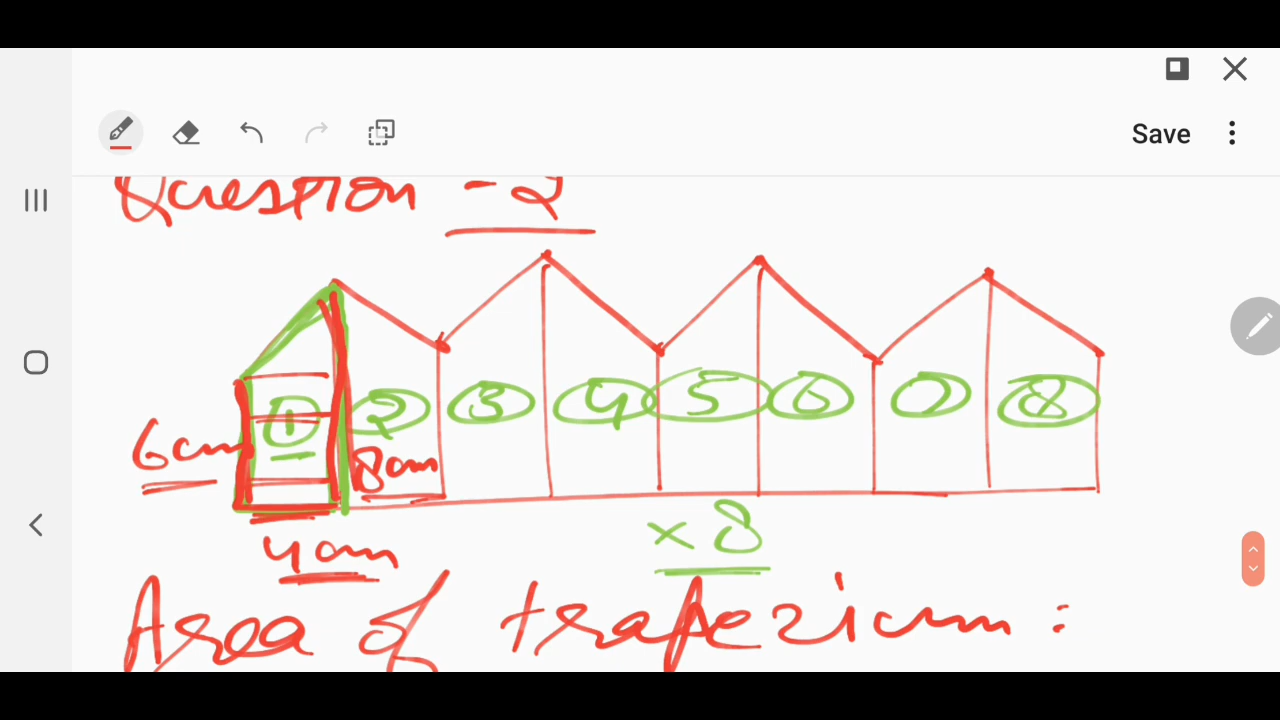 Save
Question - 2
1 2 3 4 5 6 7 8
6cm
8cm
4cm
× 8
Area of trapezium :